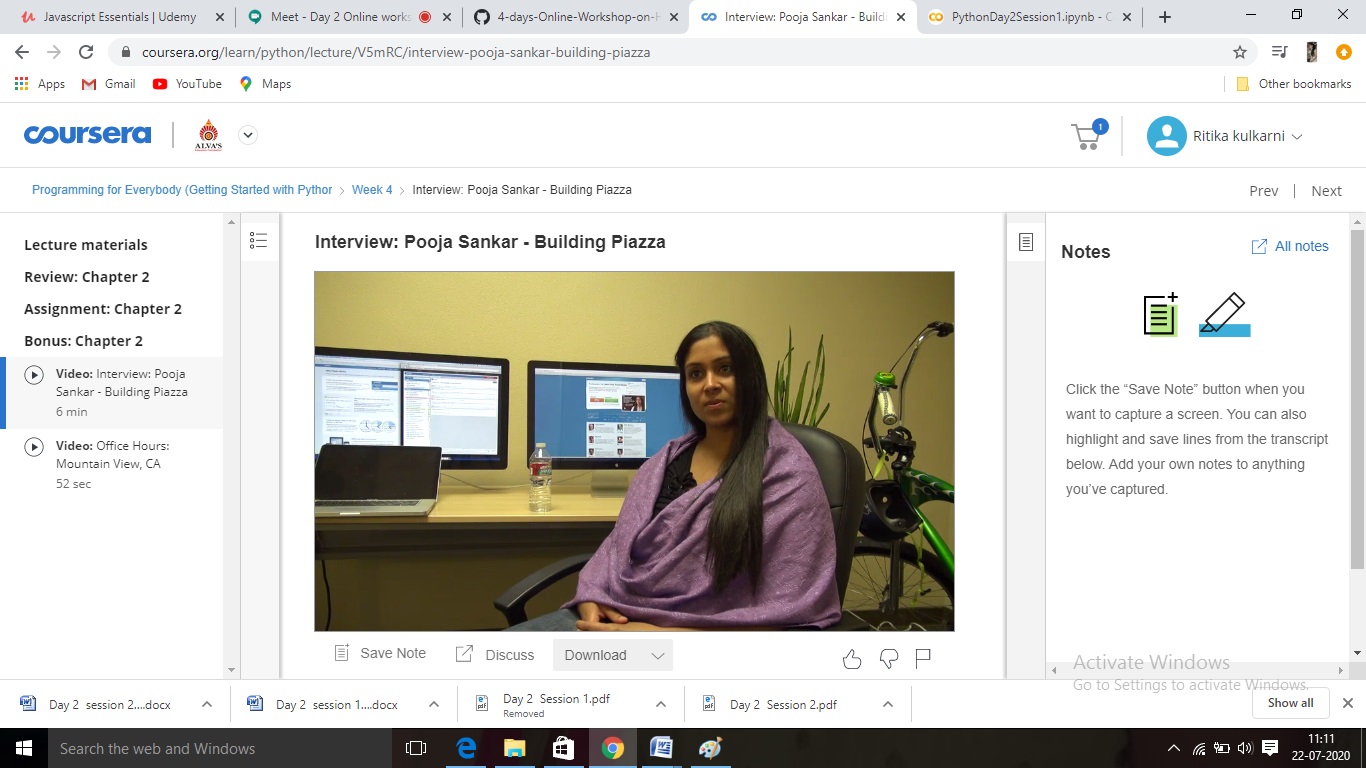 Javascript Essentials | Udemy
Meet - Day 2 Online works
4-days-Online-Workshop-on-H
Interview: Pooja Sankar - Buildi
PythonDay2Session1.ipynb - C
coursera.org/learn/python/lecture/V5mRC/interview-pooja-sankar-building-piazza
Apps
Gmail
YouTube
Maps
Other bookmarks
coursera
ALVA'S
1
Ritika kulkarni
Programming for Everybody (Getting Started with Pythor
Week 4
Interview: Pooja Sankar - Building Piazza
Prev
Next
Lecture materials
Review: Chapter 2
Assignment: Chapter 2
Bonus: Chapter 2
Video: Interview: Pooja
Sankar - Building Piazza
6 min
Video: Office Hours:
Mountain View, CA
52 sec
Interview: Pooja Sankar - Building Piazza
Save Note
Discuss
Download
Notes
All notes
Click the “Save Note” button when you
want to capture a screen. You can also
highlight and save lines from the transcript
below. Add your own notes to anything
you’ve captured.
Activate Windows
Go to Settings to activate Windows.
Day 2 session 2....docx
Day 2 session 1....docx
Day 2 Session 1.pdf
Removed
Day 2 Session 2.pdf
Show all
Search the web and Windows
11:11
22-07-2020